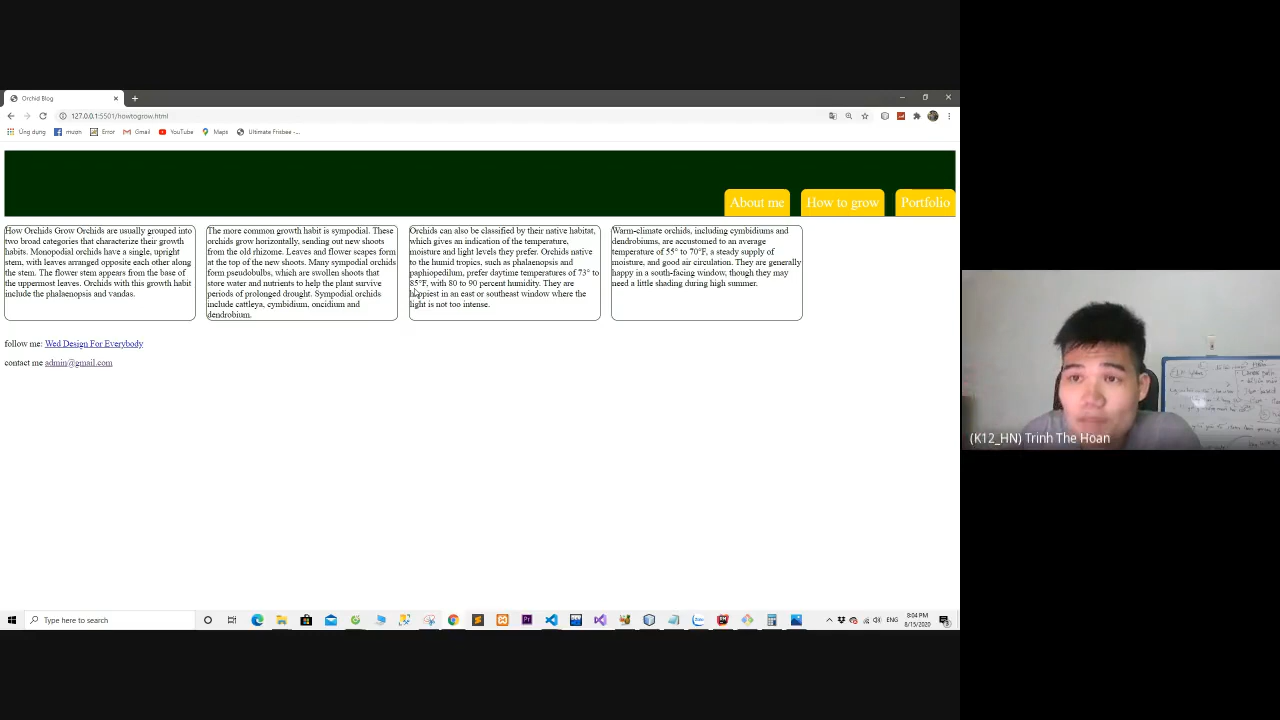 Orchid Blog
127.0.0.1:5501/howtogrow.html
Ứng dụng
mượn
Error
Gmail
YouTube
Maps
Ultimate Frisbee -...
About me
How to grow
Portfolio
How Orchids Grow Orchids are usually grouped into
two broad categories that characterize their growth
habits. Monopodial orchids have a single, upright
stem, with leaves arranged opposite each other along
the stem. The flower stem appears from the base of
the uppermost leaves. Orchids with this growth habit
include the phalaenopsis and vandas.
The more common growth habit is sympodial. These
orchids grow horizontally, sending out new shoots
from the old rhizome. Leaves and flower scapes form
at the top of the new shoots. Many sympodial orchids
form pseudobulbs, which are swollen shoots that
store water and nutrients to help the plant survive
periods of prolonged drought. Sympodial orchids
include cattleya, cymbidium, oncidium and
dendrobium.
Orchids can also be classified by their native habitat,
which gives an indication of the temperature,
moisture and light levels they prefer. Orchids native
to the humid tropics, such as phalaenopsis and
paphiopedilum, prefer daytime temperatures of 73° to
85°F, with 80 to 90 percent humidity. They are
happiest in an east or southeast window where the
light is not too intense.
Warm-climate orchids, including cymbidiums and
dendrobiums, are accustomed to an average
temperature of 55° to 70°F, a steady supply of
moisture, and good air circulation. They are generally
happy in a south-facing window, though they may
need a little shading during high summer.
follow me: Wed Design For Everybody
contact me admin@gmail.com
(K12_HN) Trinh The Hoan
Type here to search
ENG
8:04 PM
8/15/2020